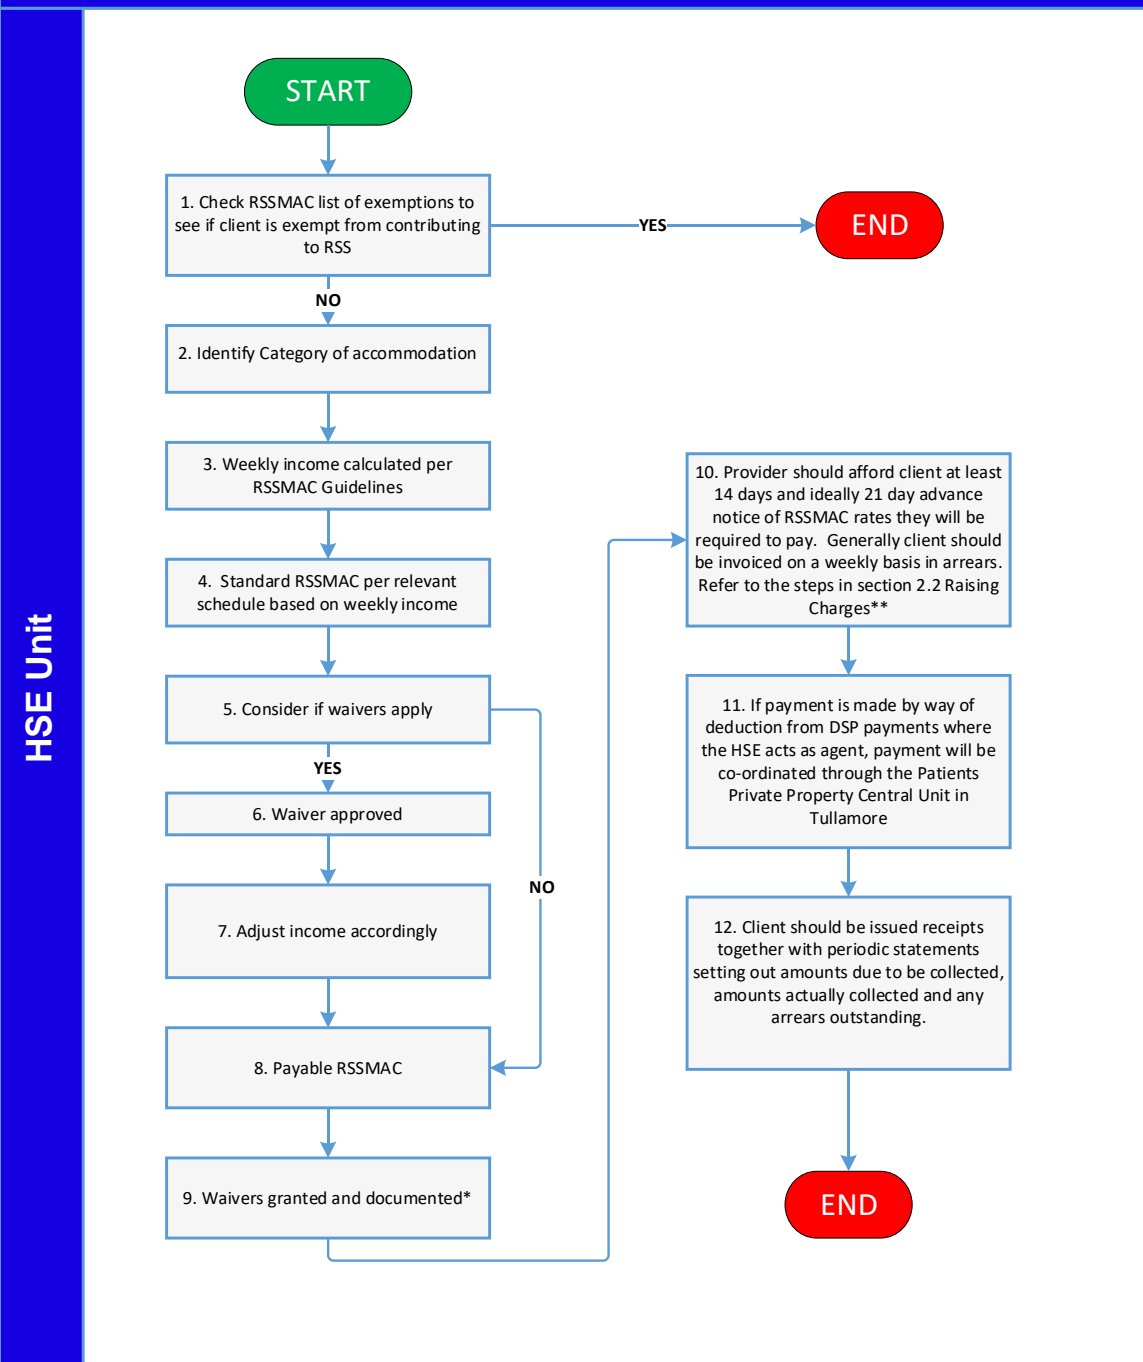 HSE Unit
START
1. Check RSSMAC list of exemptions to
see if client is exempt from contributing
to RSS
YES
END
NO
2. Identify Category of accommodation
3. Weekly income calculated per
RSSMAC Guidelines
4. Standard RSSMAC per relevant
schedule based on weekly income
5. Consider if waivers apply
YES
6. Waiver approved
NO
7. Adjust income accordingly
8. Payable RSSMAC
9. Waivers granted and documented*
10. Provider should afford client at least
14 days and ideally 21 day advance
notice of RSSMAC rates they will be
required to pay. Generally client should
be invoiced on a weekly basis in arrears.
Refer to the steps in section 2.2 Raising
Charges**
11. If payment is made by way of
deduction from DSP payments where
the HSE acts as agent, payment will be
co-ordinated through the Patients
Private Property Central Unit in
Tullamore
12. Client should be issued receipts
together with periodic statements
setting out amounts due to be collected,
amounts actually collected and any
arrears outstanding.
END